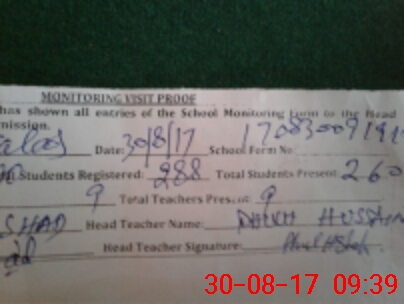 MONITORING VISIT PROOF
has shown all entries of the School Monitoring Form to the Head
mission.
Date: 30/8/17 School Form No:
Students Registered: 288 Total Students Present: 260
9 Total Teachers Present: 9
SHAD Head Teacher Name: HUSSAIN
Head Teacher Signature:
30-08-17 09:39